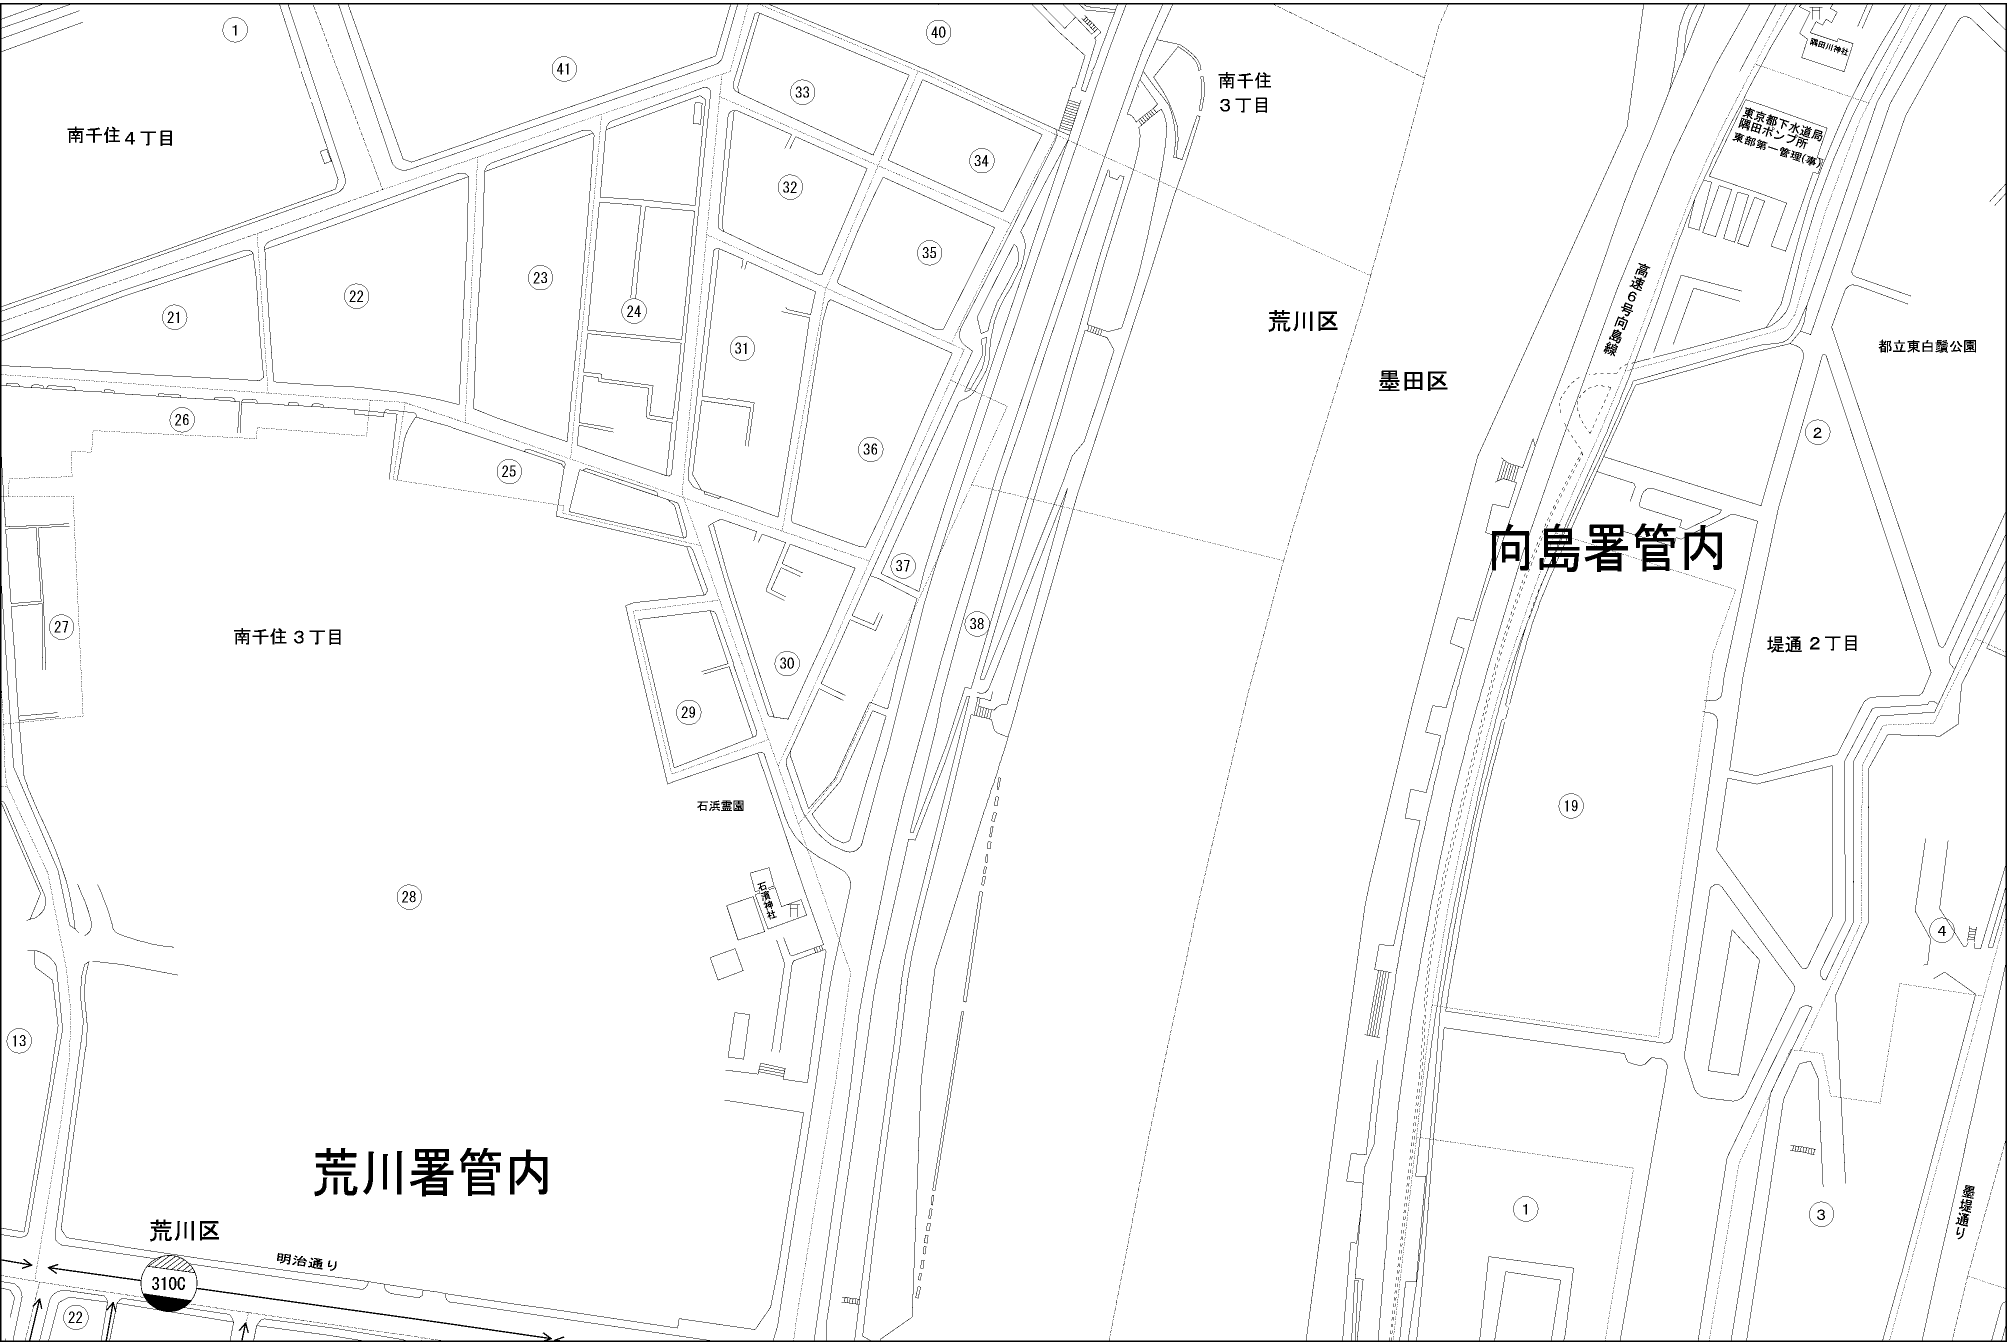 1
40
41
33
南千住
3丁目
隅田川神社
南千住4丁目
東京都下水道局
隅田ポンプ所
東部第一管理(事)
34
32
35
23
22
24
21
高速6号向島線
荒川区
31
都立東白鬚公園
墨田区
26
2
36
25
向島署管内
37
38
27
南千住3丁目
堤通2丁目
30
29
石浜霊園
19
28
石濱神社
4
13
荒川署管内
1
3
墨堤通り
荒川区
明治通り
310C
22